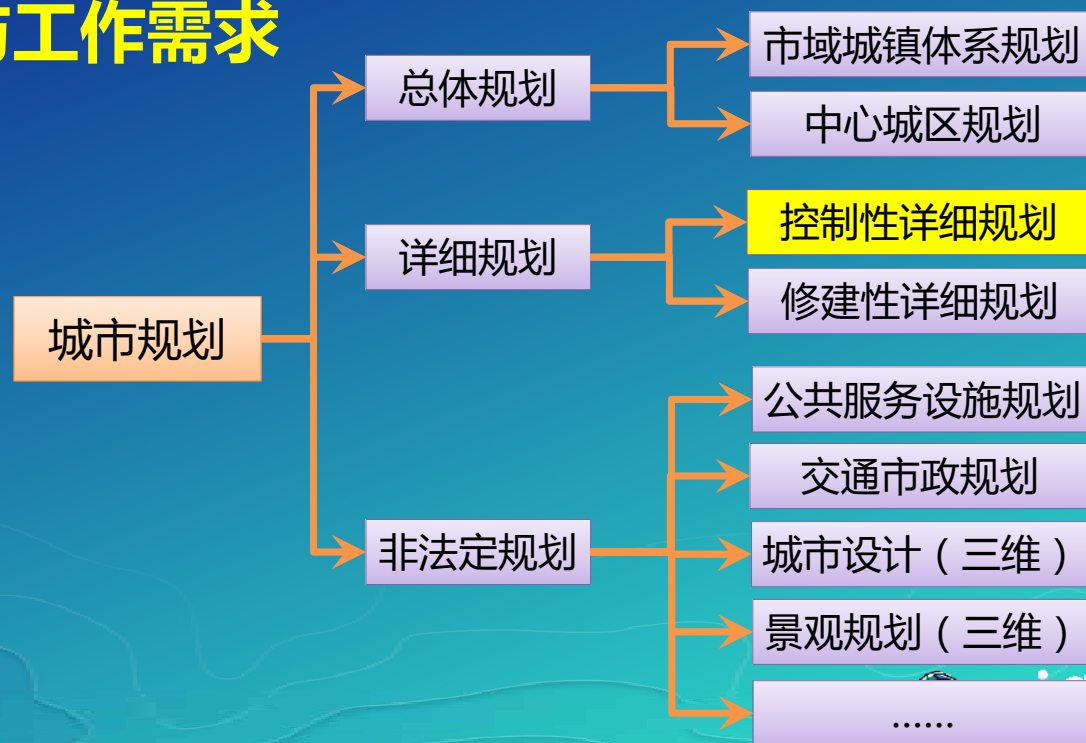 工作需求
市域城镇体系规划
总体规划
中心城区规划
控制性详细规划
详细规划
修建性详细规划
城市规划
公共服务设施规划
交通市政规划
非法定规划
城市设计（三维）
景观规划（三维）
......